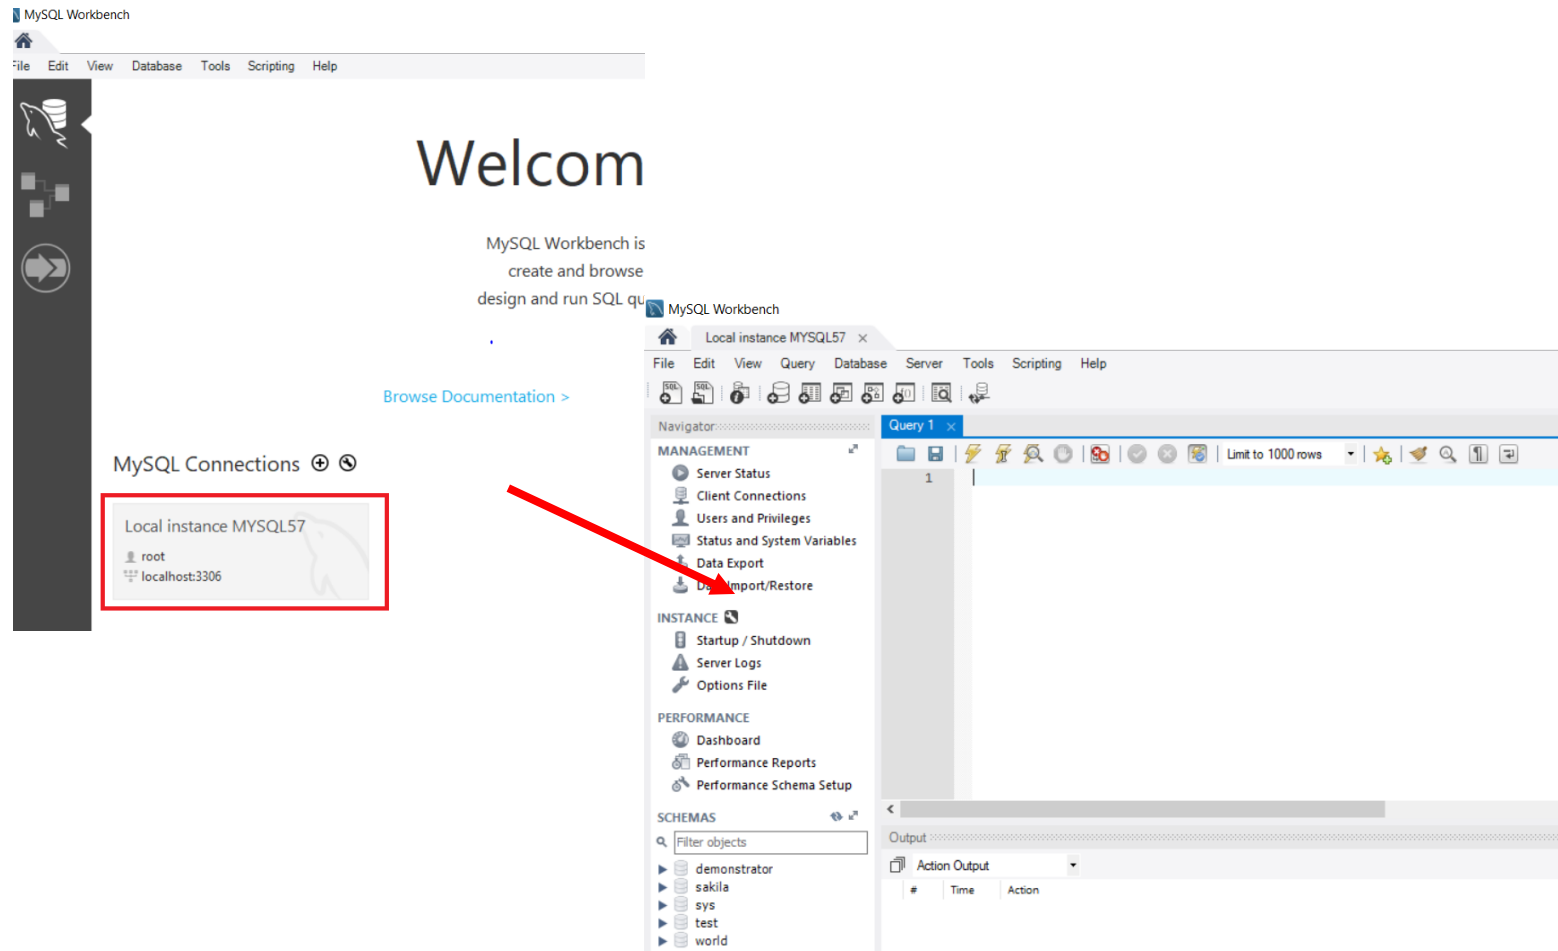 MySQL Workbench
File Edit View Database Tools Scripting Help
Welcom
MySQL Workbench is
create and browse
design and run SQL qu
Browse Documentation >
MySQL Connections
Local instance MYSQL57
root
localhost:3306
MySQL Workbench
Local instance MYSQL57
File Edit View Query Database Server Tools Scripting Help
Navigator
MANAGEMENT
Server Status
Client Connections
Users and Privileges
Status and System Variables
Data Export
Import/Restore
INSTANCE
Startup / Shutdown
Server Logs
Options File
PERFORMANCE
Dashboard
Performance Reports
Performance Schema Setup
SCHEMAS
Filter objects
demonstrator
sakila
sys
test
world
Query 1
Limit to 1000 rows
1
Output
Action Output
# Time Action